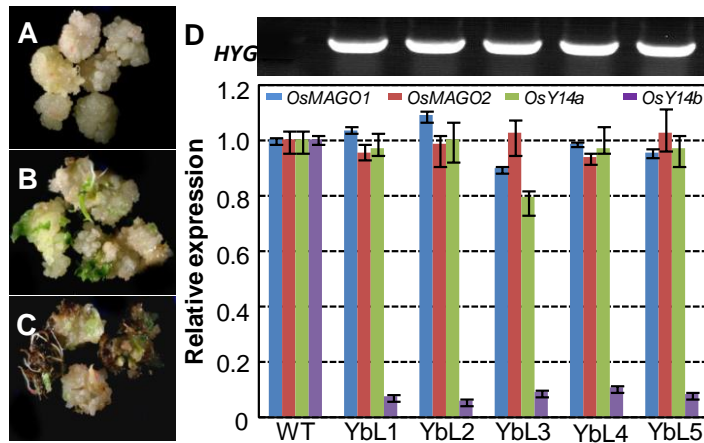 A
B
C
D
HYG
OsMAGO1 OsMAGO2 OsY14a OsY14b
Relative expression
1.2
1.0
0.8
0.6
0.4
0.2
0
WT YbL1 YbL2 YbL3 YbL4 YbL5